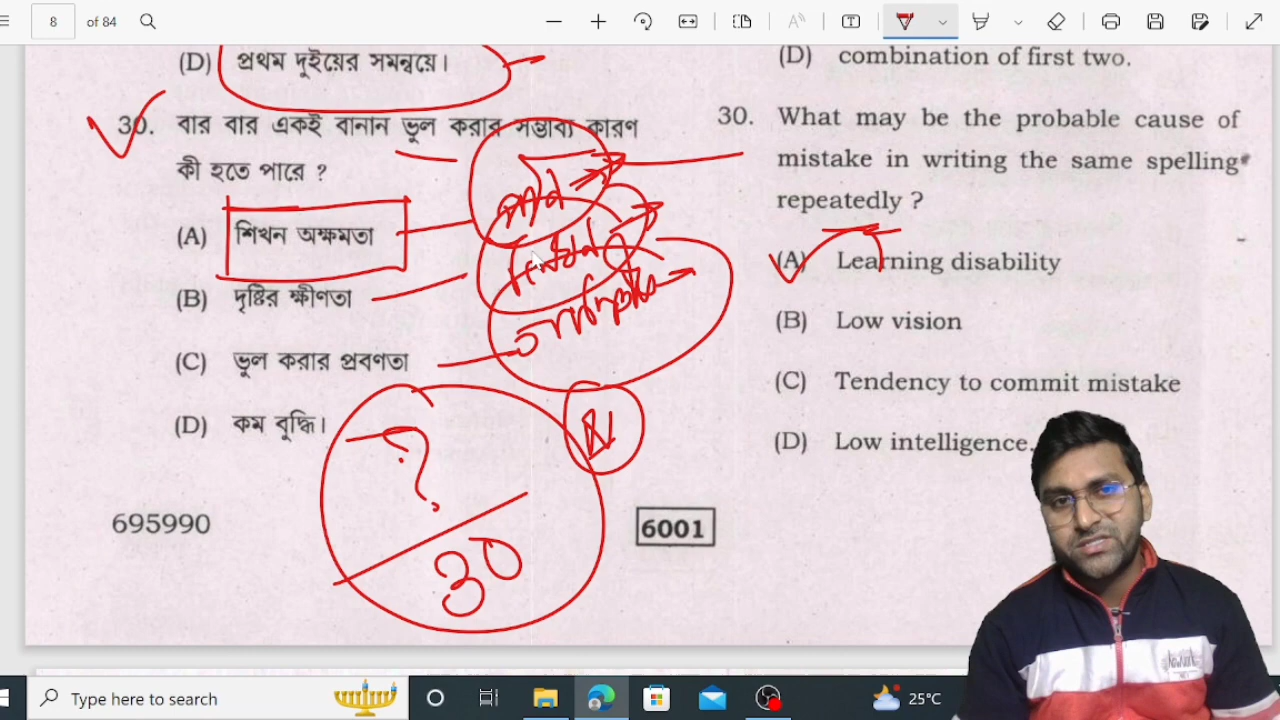 8 of 84
(D) প্রথম দুইয়ের সমন্বয়ে।
30. বার বার একই বানান ভুল করার সম্ভাব্য কারণ
কী হতে পারে ?
(A) শিখন অক্ষমতা
(B) দৃষ্টির ক্ষীণতা
(C) ভুল করার প্রবণতা
(D) কম বুদ্ধি।
?
30
N
695990
6001
(D) combination of first two.
30. What may be the probable cause of
mistake in writing the same spelling
repeatedly ?
(A) Learning disability
(B) Low vision
(C) Tendency to commit mistake
(D) Low intelligence.
Type here to search
25°C